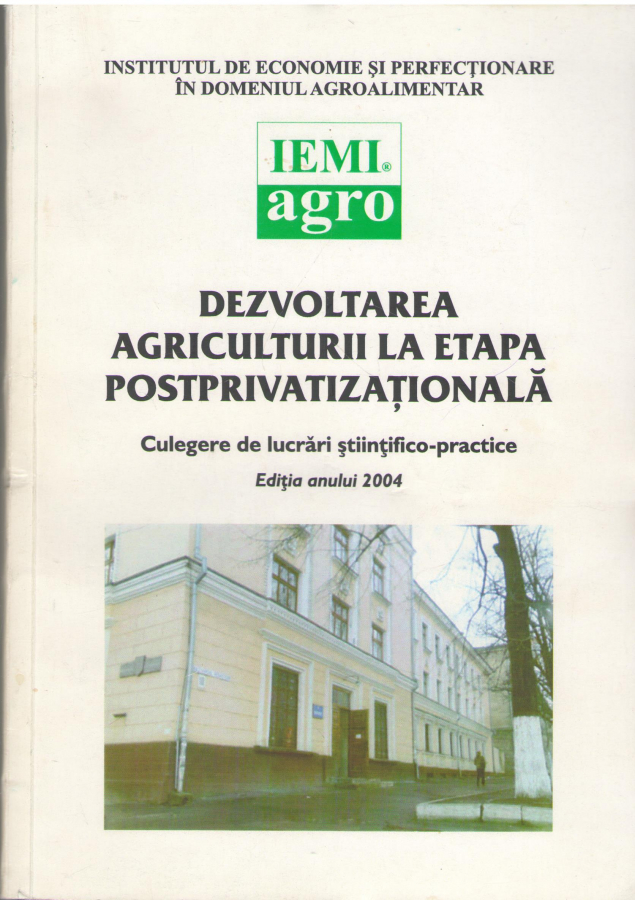 INSTITUTUL DE ECONOMIE ŞI PERFECŢIONARE
ÎN DOMENIUL AGROALIMENTAR
IEMI®
agro
DEZVOLTAREA
AGRICULTURII LA ETAPA
POSTPRIVATIZAŢIONALĂ
Culegere de lucrări ştiinţifico-practice
Ediţia anului 2004